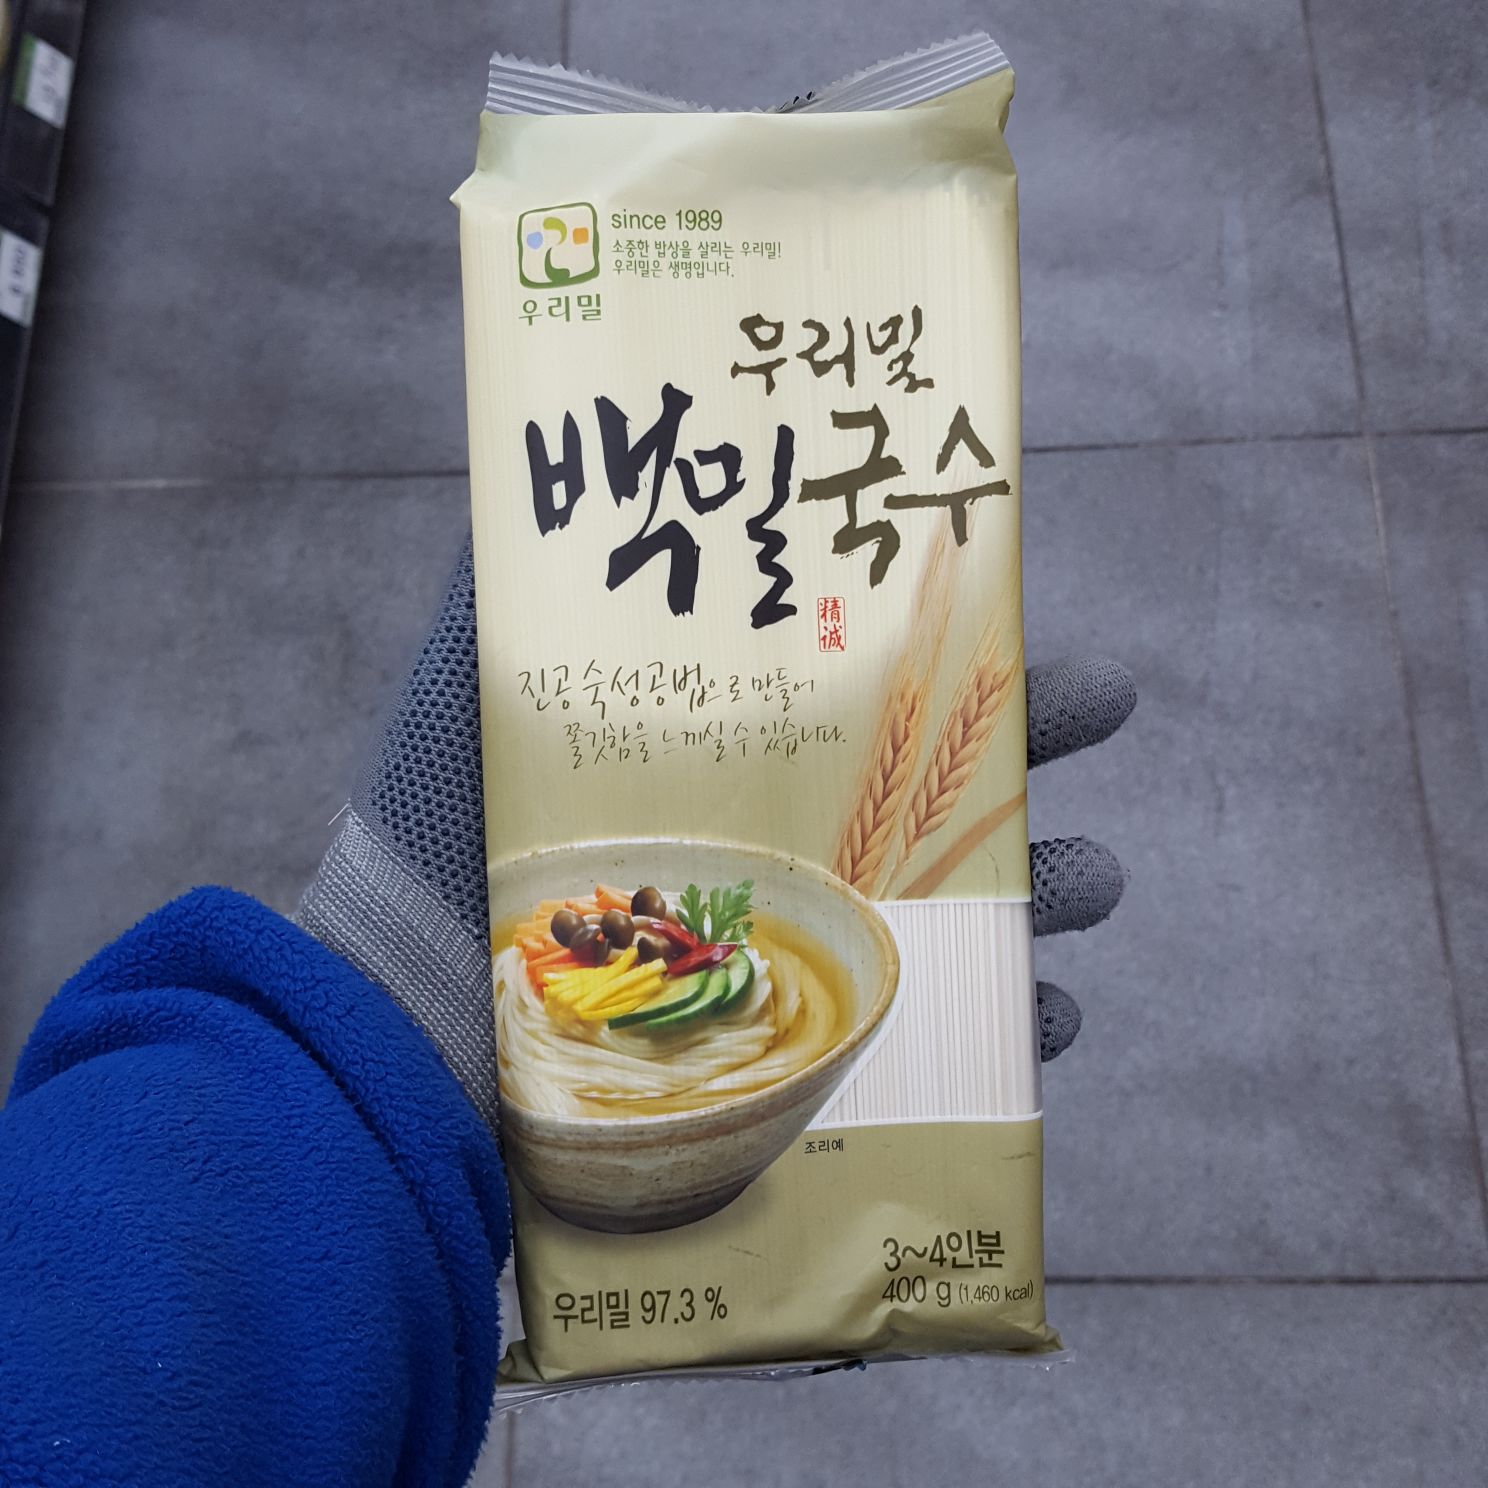 since 1989
소중한 밥상을 살리는 우리밀!
우리밀은 생명입니다.
우리밀
우리밀
백밀국수
精誠
진공숙성공법으로 만들어
쫄깃함을 느끼실 수 있습니다.
조리예
3~4인분
400 g (1,460 kcal)
우리밀 97.3 %